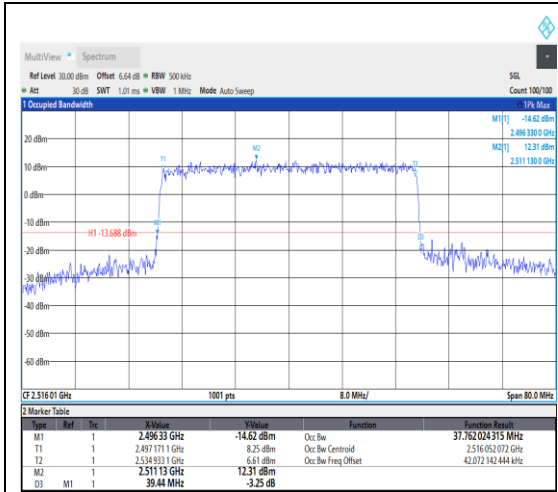 MultiView Spectrum
Ref Level 30.00 dBm Offset 6.64 dB RBW 500 kHz SGL
Att 30 dB SWT 1.01 ms VBW 1 MHz Mode Auto Sweep Count 100/100
1 Occupied Bandwidth 1Pk Max
M1[1] -14.62 dBm
2.496 330 0 GHz
M2[1] 12.31 dBm
2.511 130 0 GHz
20 dBm
T1 M2 T2
10 dBm
0 dBm
-10 dBm
M1
H1 -13.688 dBm
D3
-20 dBm
-30 dBm
-40 dBm
-50 dBm
-60 dBm
CF 2.516 01 GHz 1001 pts 8.0 MHz/ Span 80.0 MHz
2 Marker Table
Type Ref Trc X-Value Y-Value Function Function Result
M1 1 2.496 33 GHz -14.62 dBm Occ Bw 37.762 024 315 MHz
T1 1 2.497 171 1 GHz 8.25 dBm Occ Bw Centroid 2.516 052 072 GHz
T2 1 2.534 933 1 GHz 6.61 dBm Occ Bw Freq Offset 42.072 142 444 kHz
M2 1 2.511 13 GHz 12.31 dBm
D3 M1 1 39.44 MHz -3.25 dB